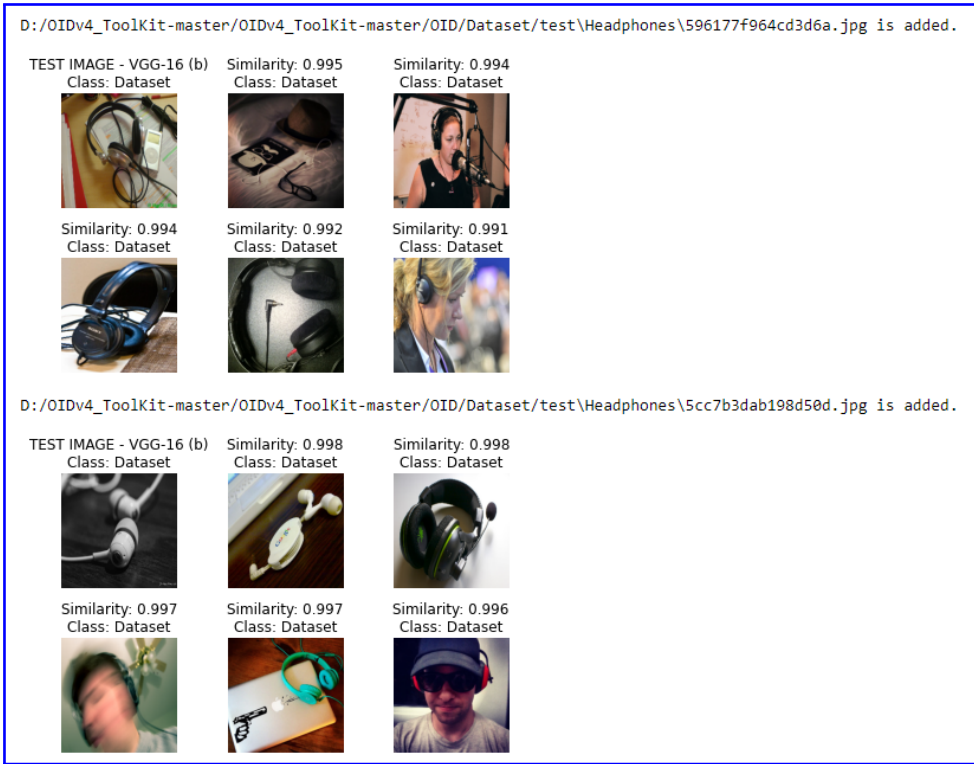 D:/OIDv4_ToolKit-master/OIDv4_ToolKit-master/OID/Dataset/test\Headphones\596177f964cd3d6a.jpg is added.
TEST IMAGE - VGG-16 (b)
Class: Dataset
Similarity: 0.995
Class: Dataset
Similarity: 0.994
Class: Dataset
Similarity: 0.994
Class: Dataset
Similarity: 0.992
Class: Dataset
Similarity: 0.991
Class: Dataset
D:/OIDv4_ToolKit-master/OIDv4_ToolKit-master/OID/Dataset/test\Headphones\5cc7b3dab198d50d.jpg is added.
TEST IMAGE - VGG-16 (b)
Class: Dataset
Similarity: 0.998
Class: Dataset
Similarity: 0.998
Class: Dataset
Similarity: 0.997
Class: Dataset
Similarity: 0.997
Class: Dataset
Similarity: 0.996
Class: Dataset